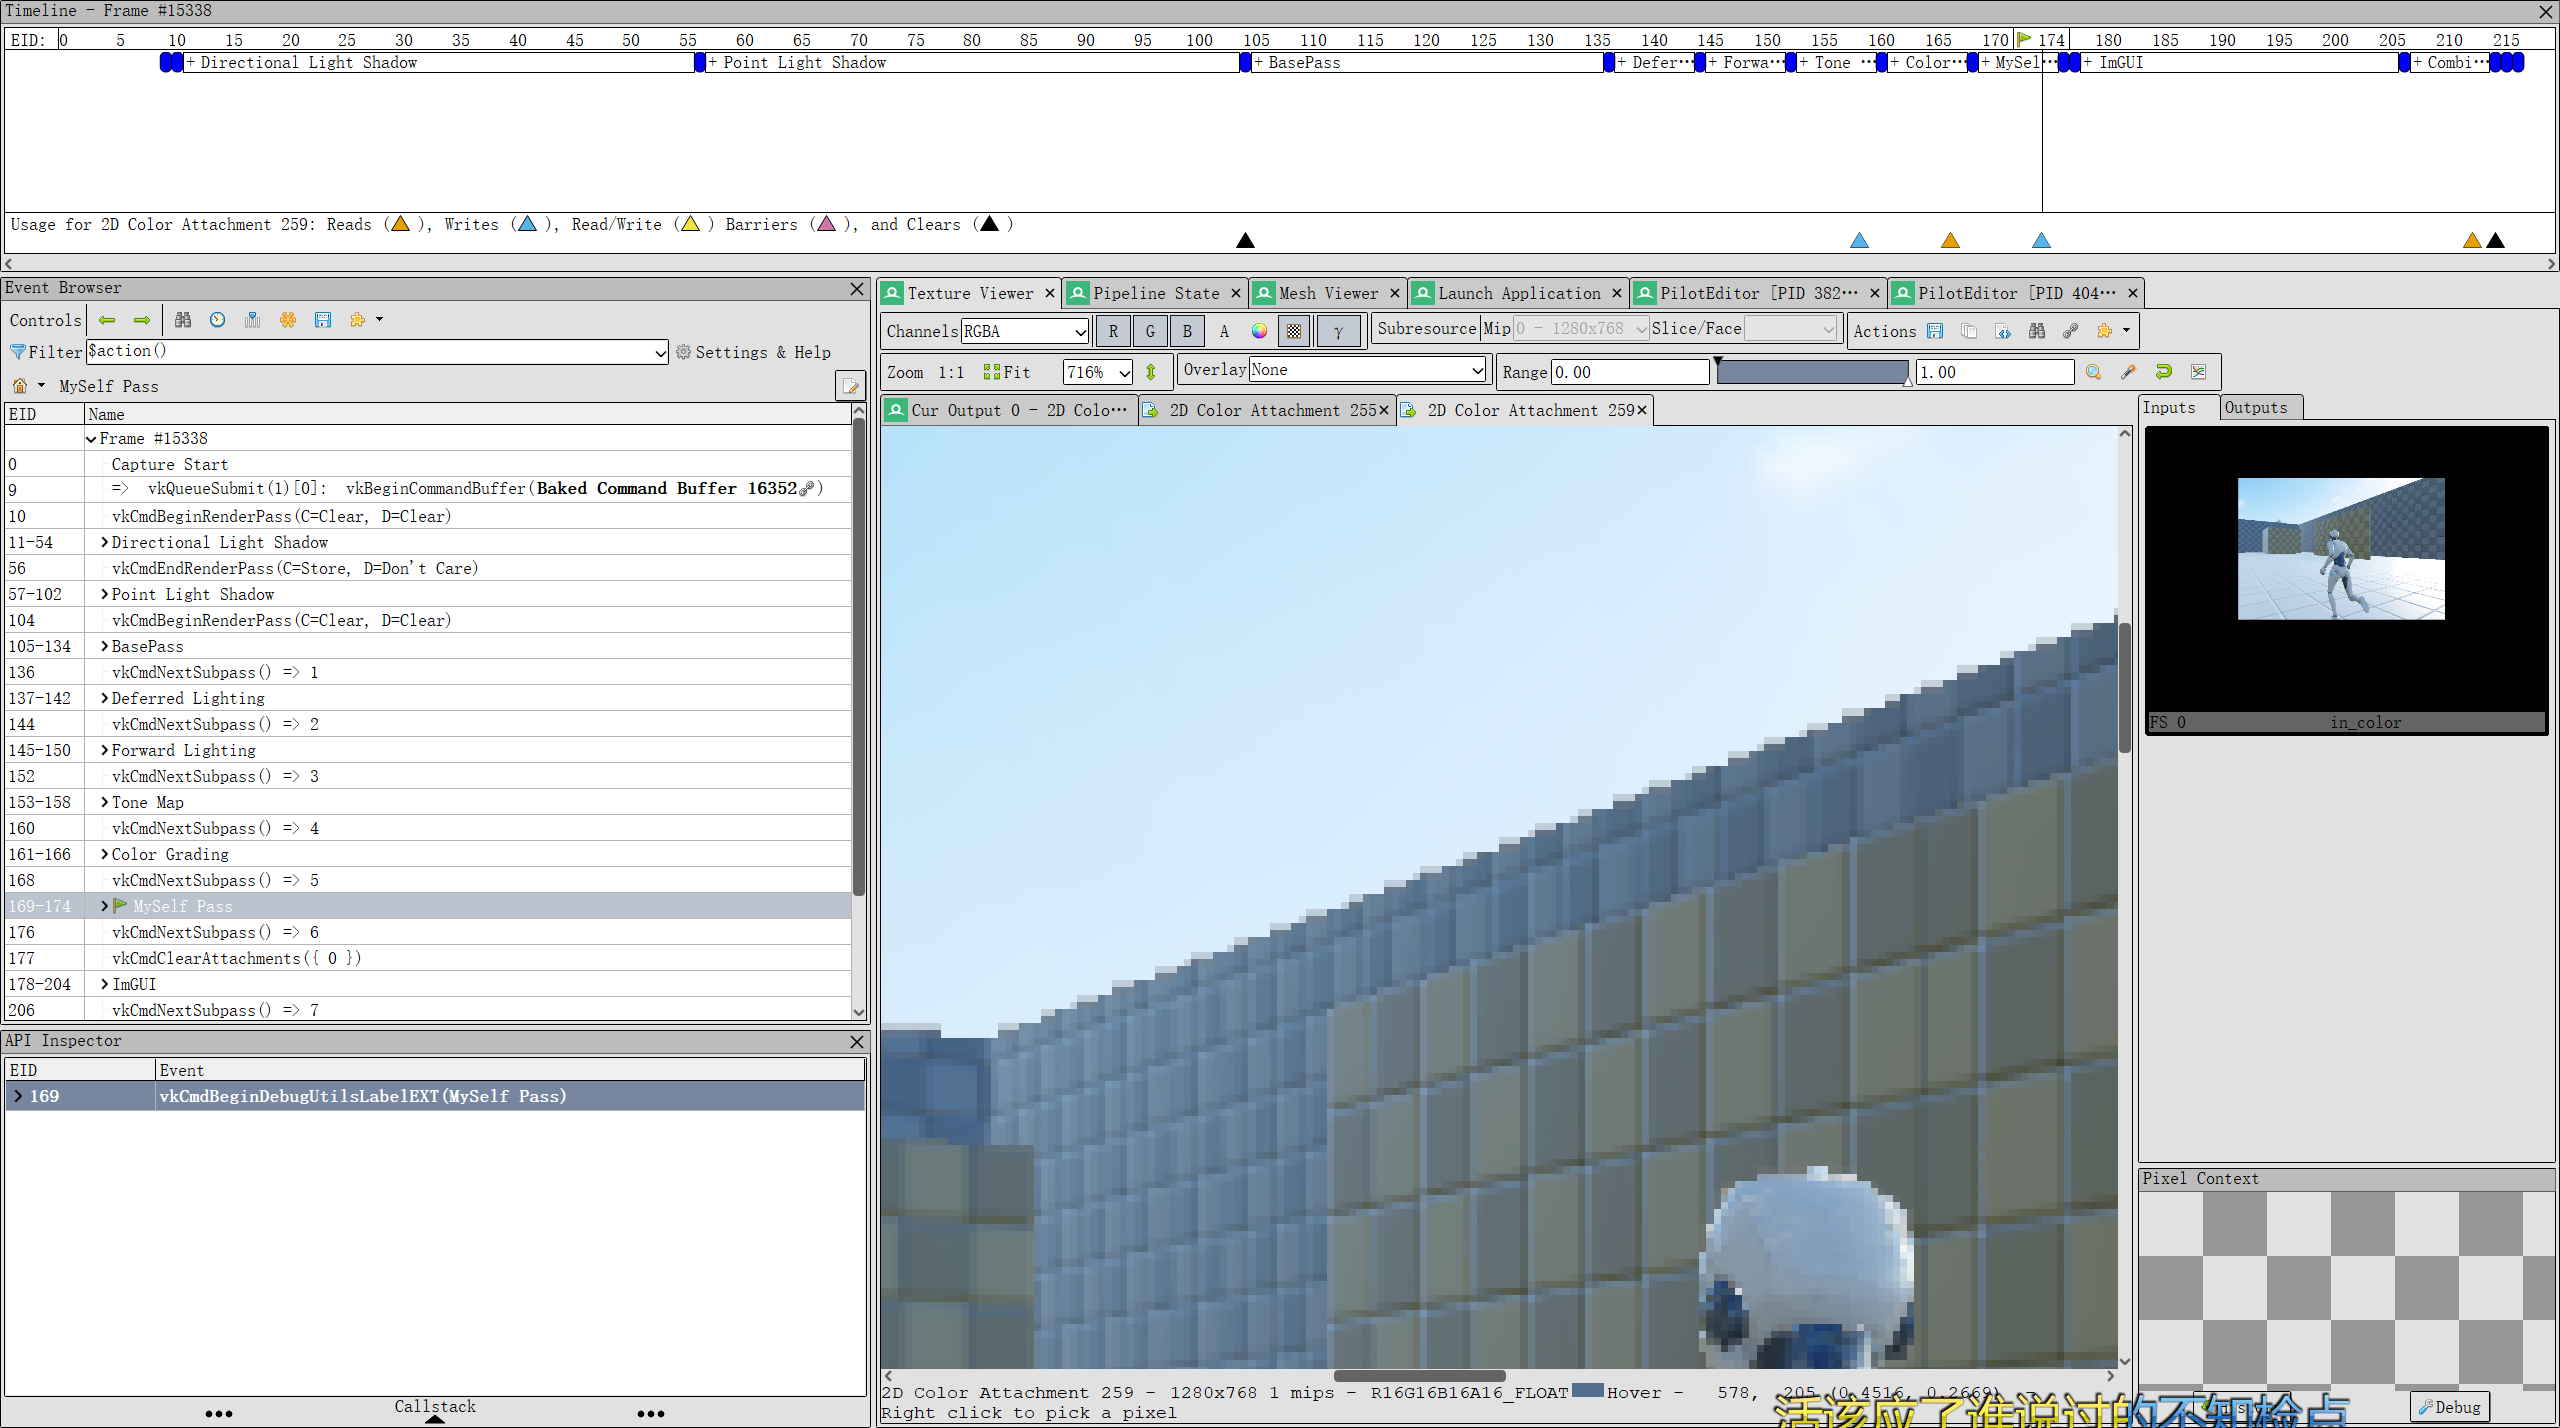 Timeline - Frame #15338
EID: 0 5 10 15 20 25 30 35 40 45 50 55 60 65 70 75 80 85 90 95 100 105 110 115 120 125 130 135 140 145 150 155 160 165 170 174 180 185 190 195 200 205 210 215
+ Directional Light Shadow + Point Light Shadow + BasePass + Defer··· + Forwa··· + Tone ··· + Color··· + MySel··· + ImGUI + Combi···
Usage for 2D Color Attachment 259: Reads ( ), Writes ( ), Read/Write ( ) Barriers ( ), and Clears ( )
Event Browser
Controls
Filter $action() Settings & Help
MySelf Pass
EID Name
Frame #15338
0 Capture Start
9 => vkQueueSubmit(1)[0]: vkBeginCommandBuffer(Baked Command Buffer 16352)
10 vkCmdBeginRenderPass(C=Clear, D=Clear)
11-54 Directional Light Shadow
56 vkCmdEndRenderPass(C=Store, D=Don't Care)
57-102 Point Light Shadow
104 vkCmdBeginRenderPass(C=Clear, D=Clear)
105-134 BasePass
136 vkCmdNextSubpass() => 1
137-142 Deferred Lighting
144 vkCmdNextSubpass() => 2
145-150 Forward Lighting
152 vkCmdNextSubpass() => 3
153-158 Tone Map
160 vkCmdNextSubpass() => 4
161-166 Color Grading
168 vkCmdNextSubpass() => 5
169-174 MySelf Pass
176 vkCmdNextSubpass() => 6
177 vkCmdClearAttachments({ 0 })
178-204 ImGUI
206 vkCmdNextSubpass() => 7
API Inspector
EID Event
169 vkCmdBeginDebugUtilsLabelEXT(MySelf Pass)
Callstack
Texture Viewer Pipeline State Mesh Viewer Launch Application PilotEditor [PID 382··· PilotEditor [PID 404···
Channels RGBA R G B A γ Subresource Mip 0 - 1280x768 Slice/Face Actions
Zoom 1:1 Fit 716% Overlay None Range 0.00 1.00
Cur Output 0 - 2D Colo··· 2D Color Attachment 255 2D Color Attachment 259
2D Color Attachment 259 - 1280x768 1 mips - R16G16B16A16_FLOAT Hover - 578, 205 (0.4516, 0.2669) -
Right click to pick a pixel
Inputs Outputs
FS 0 in_color
Pixel Context
Debug
活该应了谁说过的不知检点